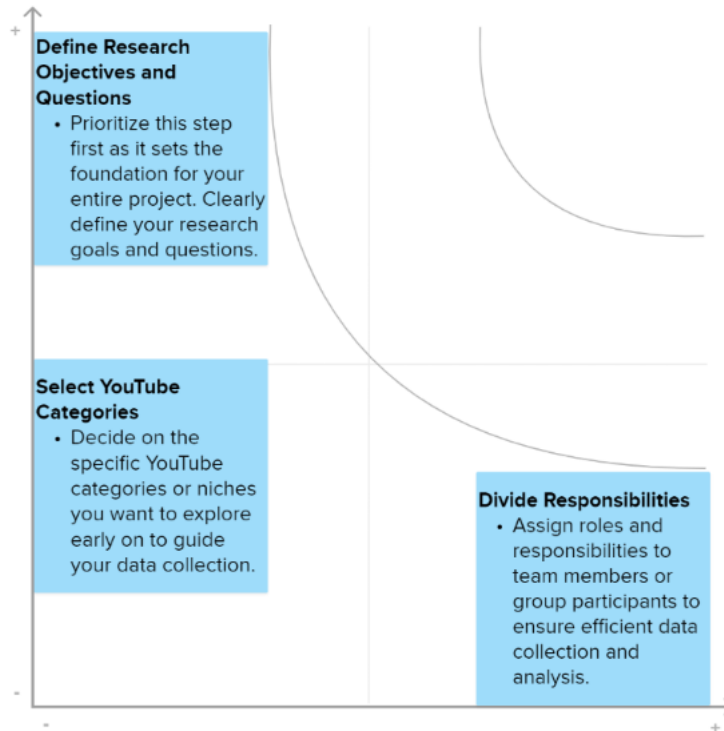 +
Define Research
Objectives and
Questions
• Prioritize this step
first as it sets the
foundation for your
entire project. Clearly
define your research
goals and questions.
Select YouTube
Categories
• Decide on the
specific YouTube
categories or niches
you want to explore
early on to guide
your data collection.
Divide Responsibilities
• Assign roles and
responsibilities to
team members or
group participants to
ensure efficient data
collection and
analysis.
-
-
+